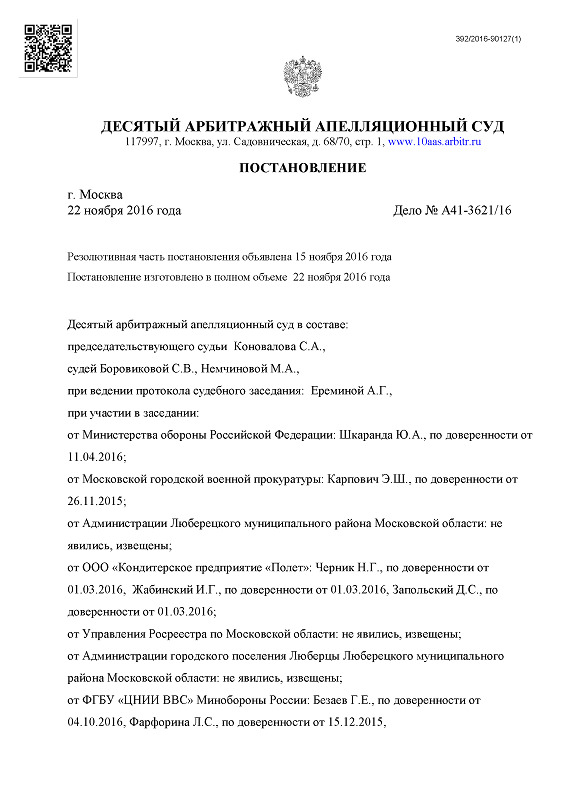 392/2016-90127(1)
ДЕСЯТЫЙ АРБИТРАЖНЫЙ АПЕЛЛЯЦИОННЫЙ СУД
117997, г. Москва, ул. Садовническая, д. 68/70, стр. 1, www.10aas.arbitr.ru
ПОСТАНОВЛЕНИЕ
г. Москва
22 ноября 2016 года Дело № А41-3621/16
Резолютивная часть постановления объявлена 15 ноября 2016 года
Постановление изготовлено в полном объеме 22 ноября 2016 года
Десятый арбитражный апелляционный суд в составе:
председательствующего судьи Коновалова С.А.,
судей Боровиковой С.В., Немчиновой М.А.,
при ведении протокола судебного заседания: Ереминой А.Г.,
при участии в заседании:
от Министерства обороны Российской Федерации: Шкаранда Ю.А., по доверенности от
11.04.2016;
от Московской городской военной прокуратуры: Карпович Э.Ш., по доверенности от
26.11.2015;
от Администрации Люберецкого муниципального района Московской области: не
явились, извещены;
от ООО «Кондитерское предприятие «Полет»: Черник Н.Г., по доверенности от
01.03.2016, Жабинский И.Г., по доверенности от 01.03.2016, Запольский Д.С., по
доверенности от 01.03.2016;
от Управления Росреестра по Московской области: не явились, извещены;
от Администрации городского поселения Люберцы Люберецкого муниципального
района Московской области: не явились, извещены;
от ФГБУ «ЦНИИ ВВС» Минобороны России: Безаев Г.Е., по доверенности от
04.10.2016, Фарфорина Л.С., по доверенности от 15.12.2015,